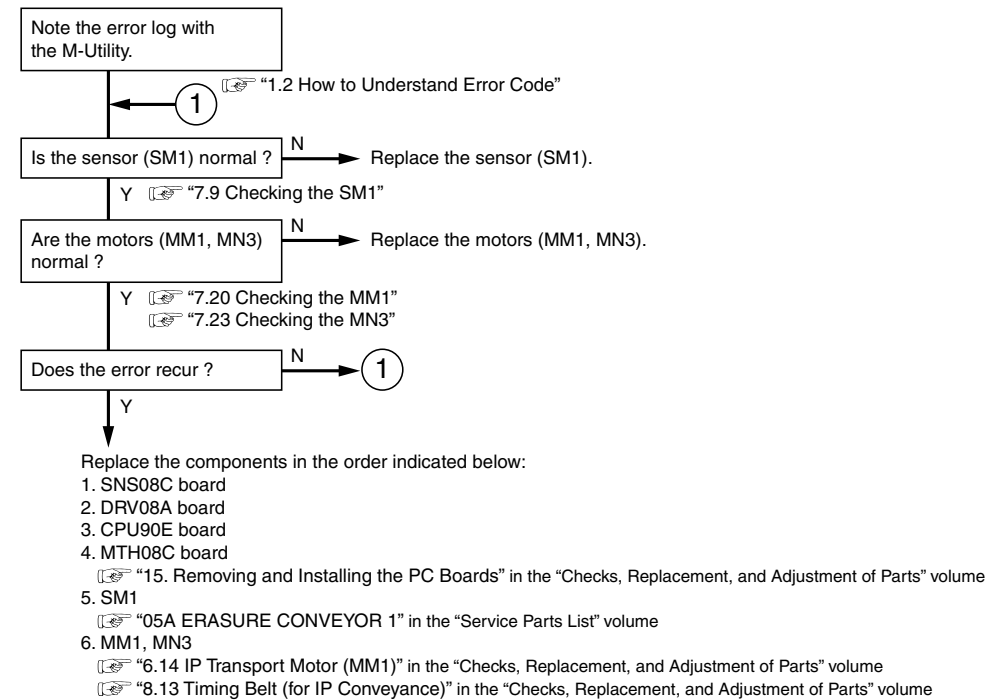 Note the error log with
the M-Utility.
“1.2 How to Understand Error Code”
1
Is the sensor (SM1) normal ?
N
Replace the sensor (SM1).
Y
“7.9 Checking the SM1”
Are the motors (MM1, MN3)
normal ?
N
Replace the motors (MM1, MN3).
Y
“7.20 Checking the MM1”
“7.23 Checking the MN3”
Does the error recur ?
N
1
Y
Replace the components in the order indicated below:
1. SNS08C board
2. DRV08A board
3. CPU90E board
4. MTH08C board
“15. Removing and Installing the PC Boards” in the “Checks, Replacement, and Adjustment of Parts” volume
5. SM1
“05A ERASURE CONVEYOR 1” in the “Service Parts List” volume
6. MM1, MN3
“6.14 IP Transport Motor (MM1)” in the “Checks, Replacement, and Adjustment of Parts” volume
“8.13 Timing Belt (for IP Conveyance)” in the “Checks, Replacement, and Adjustment of Parts” volume